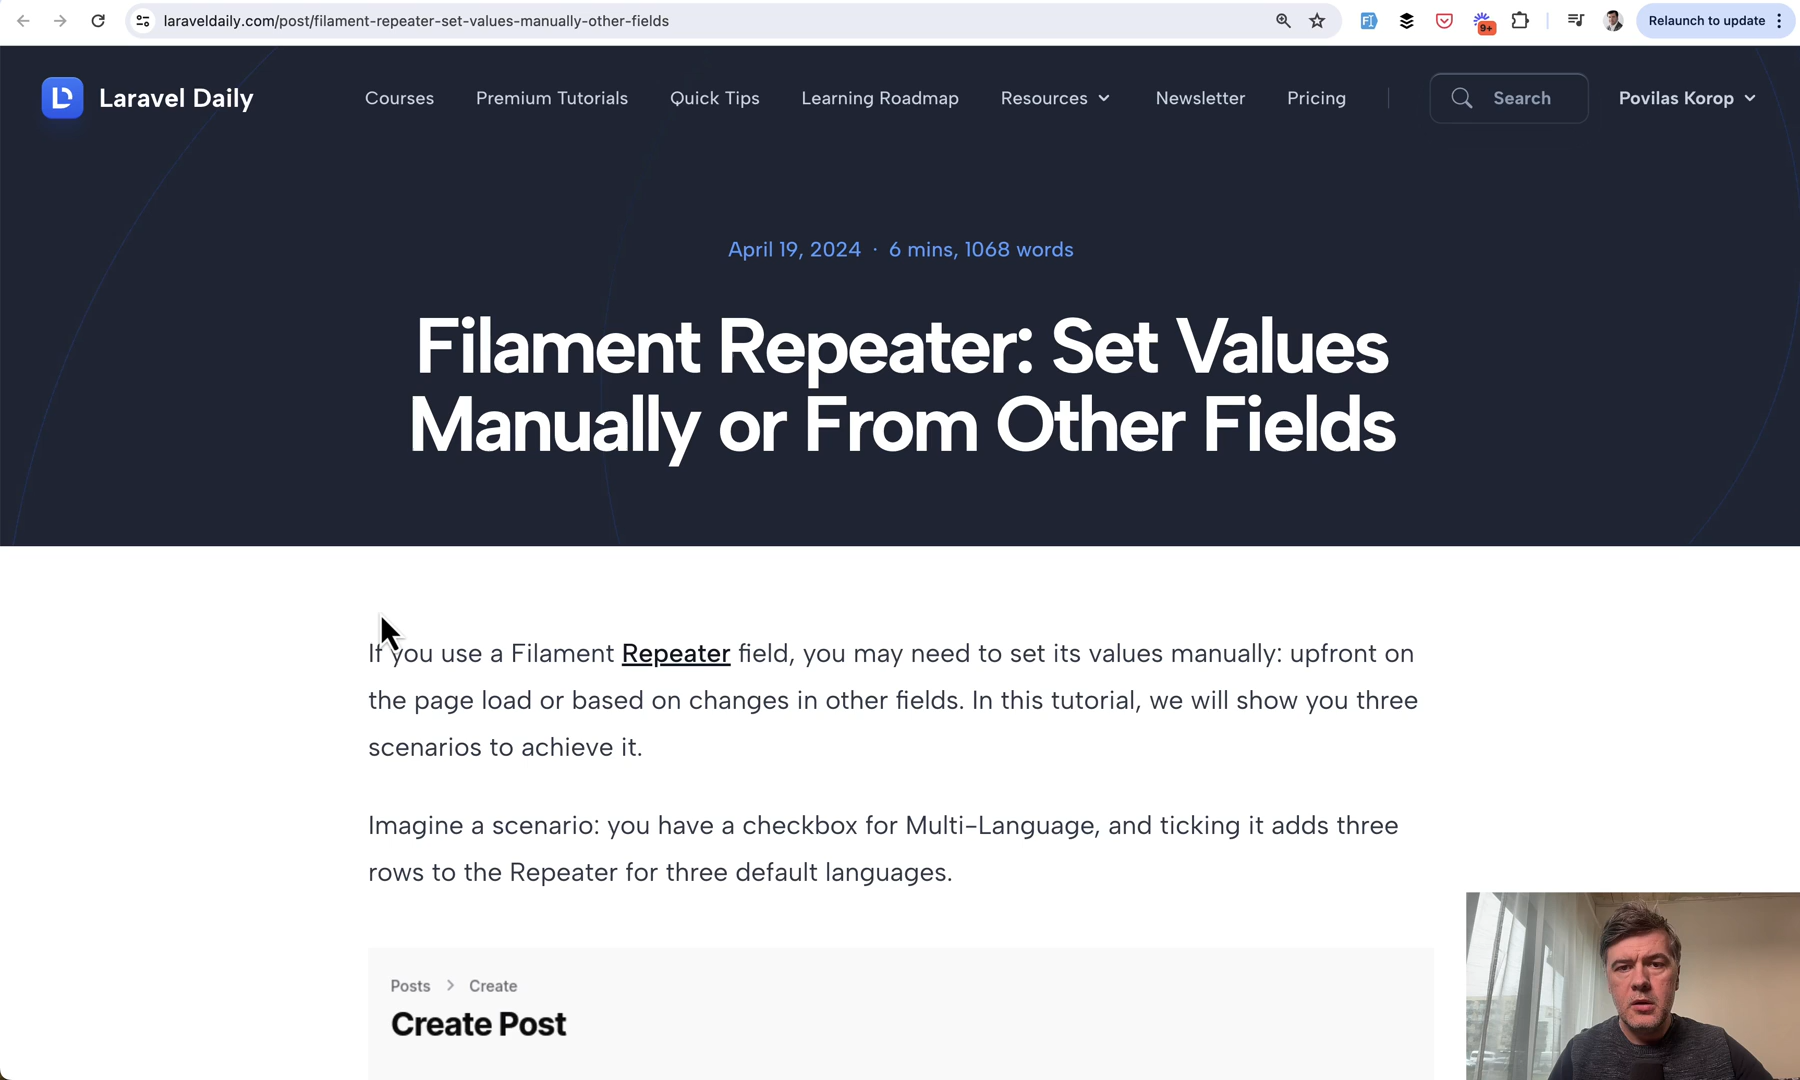 laraveldaily.com/post/filament-repeater-set-values-manually-other-fields
9+
Relaunch to update
Laravel Daily
Courses
Premium Tutorials
Quick Tips
Learning Roadmap
Resources
Newsletter
Pricing
Search
Povilas Korop
April 19, 2024 · 6 mins, 1068 words
Filament Repeater: Set Values
Manually or From Other Fields
If you use a Filament Repeater field, you may need to set its values manually: upfront on
the page load or based on changes in other fields. In this tutorial, we will show you three
scenarios to achieve it.
Imagine a scenario: you have a checkbox for Multi-Language, and ticking it adds three
rows to the Repeater for three default languages.
Posts > Create
Create Post